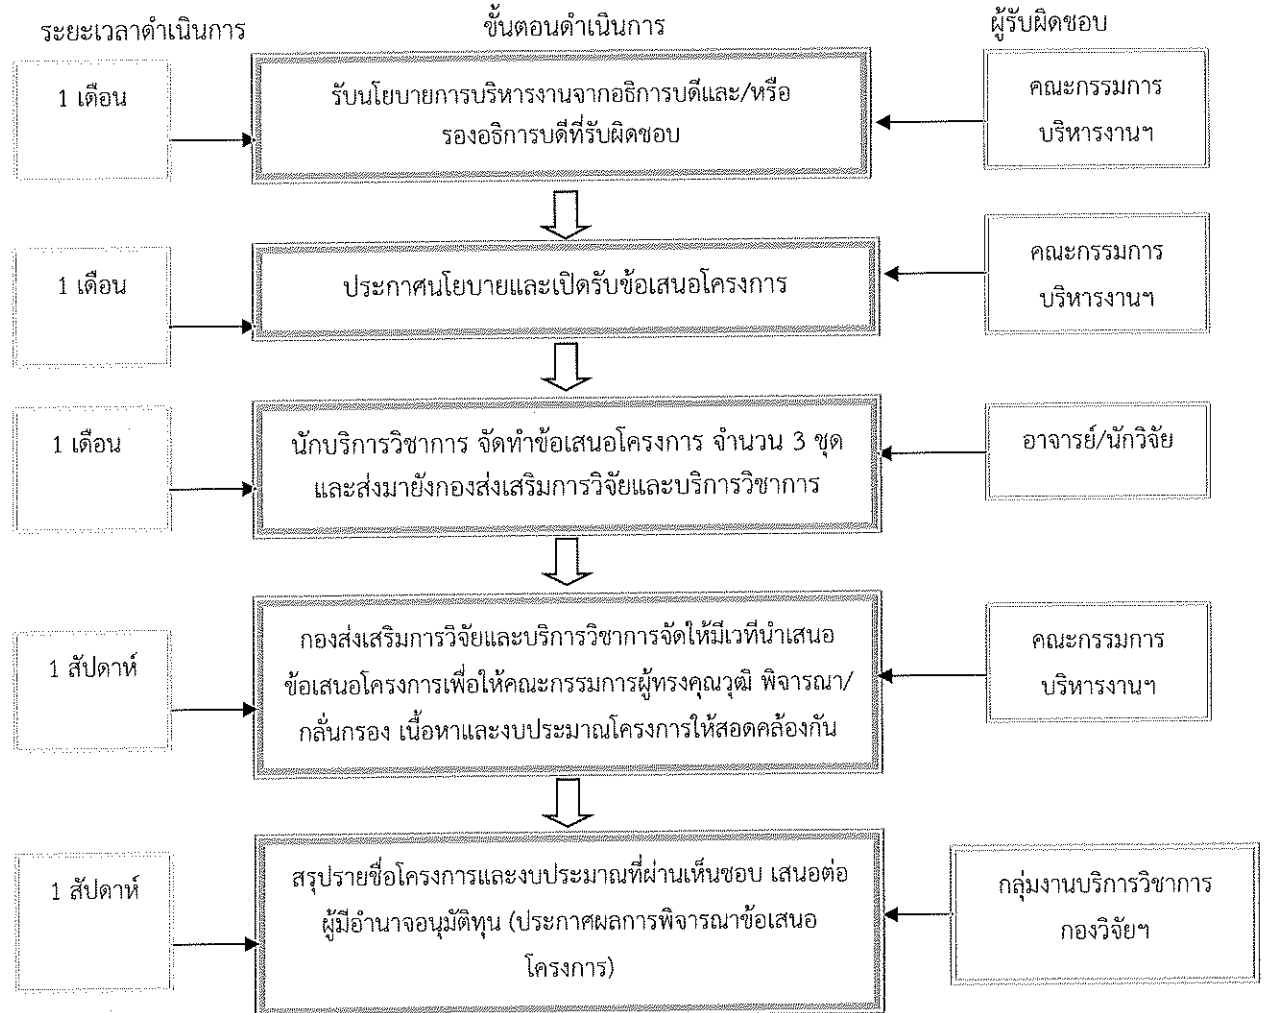 ระยะเวลาดำเนินการ
ขั้นตอนดำเนินการ
ผู้รับผิดชอบ
1 เดือน
รับนโยบายการบริหารงานจากอธิการบดีและ/หรือ
รองอธิการบดีที่รับผิดชอบ
คณะกรรมการ
บริหารงานฯ
1 เดือน
ประกาศนโยบายและเปิดรับข้อเสนอโครงการ
คณะกรรมการ
บริหารงานฯ
1 เดือน
นักบริการวิชาการ จัดทำข้อเสนอโครงการ จำนวน 3 ชุด
และส่งมายังกองส่งเสริมการวิจัยและบริการวิชาการ
อาจารย์/นักวิจัย
1 สัปดาห์
กองส่งเสริมการวิจัยและบริการวิชาการจัดให้มีเวทีนำเสนอ
ข้อเสนอโครงการเพื่อให้คณะกรรมการผู้ทรงคุณวุฒิ พิจารณา/
กลั่นกรอง เนื้อหาและงบประมาณโครงการให้สอดคล้องกัน
คณะกรรมการ
บริหารงานฯ
1 สัปดาห์
สรุปรายชื่อโครงการและงบประมาณที่ผ่านเห็นชอบ เสนอต่อ
ผู้มีอำนาจอนุมัติทุน (ประกาศผลการพิจารณาข้อเสนอ
โครงการ)
กลุ่มงานบริการวิชาการ
กองวิจัยฯ